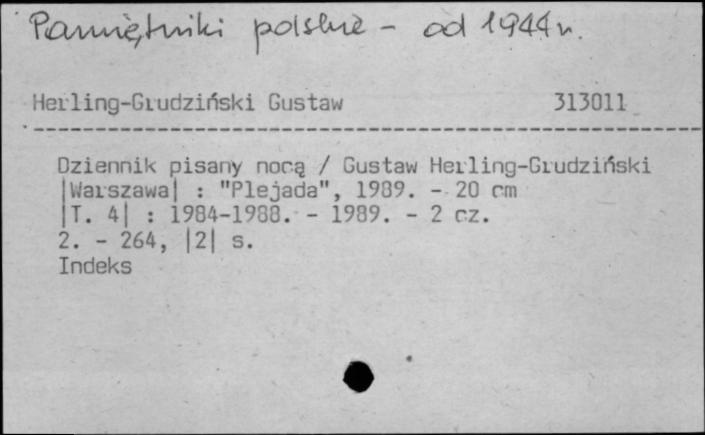 Pamiętniki polskie - od 1944 r.
Herling-Grudziński Gustaw 313011
Dziennik pisany nocą / Gustaw Herling-Grudziński
|Warszawa| : "Plejada", 1989. - 20 cm
|T. 4| : 1984-1988. - 1989. - 2 cz.
2. - 264, |2| s.
Indeks